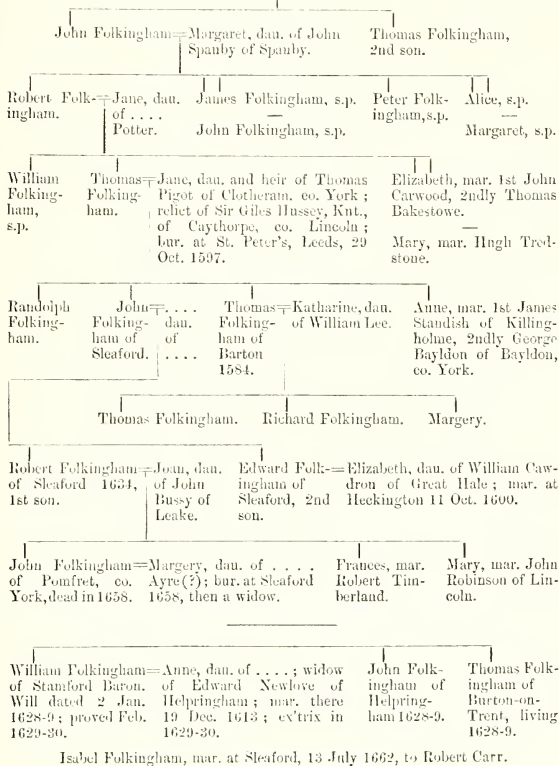 John Folkingham=Margaret, dau. of John Spanby of Spanby.
Thomas Folkingham, 2nd son.
Robert Folk-=Jane, dau.
ingham. of . . . .
Potter.
James Folkingham, s.p.
—
John Folkingham, s.p.
Peter Folk-
ingham, s.p.
Alice, s.p.
—
Margaret, s.p.
William
Folking-
ham,
s.p.
Thomas=Jane, dau. and heir of Thomas
Folking- Pigot of Clotheram, co. York ;
ham. relict of Sir Giles Hussey, Knt.,
of Caythorpe, co. Lincoln ;
bur. at St. Peter's, Leeds, 29
Oct. 1597.
Elizabeth, mar. 1st John
Carwood, 2ndly Thomas
Bakestowe.
—
Mary, mar. Hugh Tred-
stone.
Randolph
Folking-
ham.
John= . . . .
Folking- dau.
ham of of
Sleaford. . . . .
Thomas=Katharine, dau.
Folking- of William Lee.
ham of
Barton
1584.
Anne, mar. 1st James
Standish of Killing-
holme, 2ndly George
Bayldon of Bayldon,
co. York.
Thomas Folkingham. Richard Folkingham. Margery.
Robert Folkingham=Joan, dau.
of Sleaford 1634, of John
1st son. Bussy of
Leake.
Edward Folk-=Elizabeth, dau. of William Caw-
ingham of dron of Great Hale ; mar. at
Sleaford, 2nd Heckington 11 Oct. 1600.
son.
John Folkingham=Margery, dau. of . . . .
of Pomfret, co. Ayre (?) ; bur. at Sleaford
York, dead in 1658. 1658, then a widow.
Frances, mar.
Robert Tim-
berland.
Mary, mar. John
Robinson of Lin-
coln.
William Folkingham=Anne, dau. of . . . . ; widow
of Stamford Baron. of Edward Newlove of
Will dated 2 Jan. Helpringham ; mar. there
1628-9 ; proved Feb. 19 Dec. 1613 ; ex'trix in
1629-30. 1629-30.
John Folk-
ingham of
Helpring-
ham 1628-9.
Thomas Folk-
ingham of
Burton-on-
Trent, living
1628-9.
Isabel Folkingham, mar. at Sleaford, 13 July 1662, to Robert Carr.